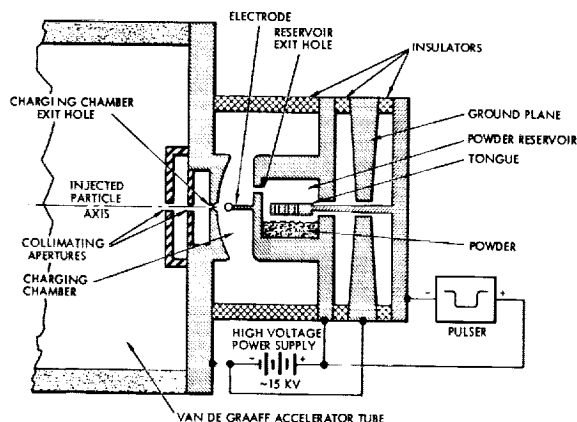 ELECTRODE
RESERVOIR
EXIT HOLE
INSULATORS
CHARGING CHAMBER
EXIT HOLE
GROUND PLANE
POWDER RESERVOIR
TONGUE
INJECTED
PARTICLE
AXIS
COLLIMATING
APERTURES
CHARGING
CHAMBER
POWDER
- +
PULSER
HIGH VOLTAGE
POWER SUPPLY
- +
~15 KV
VAN DE GRAAFF ACCELERATOR TUBE